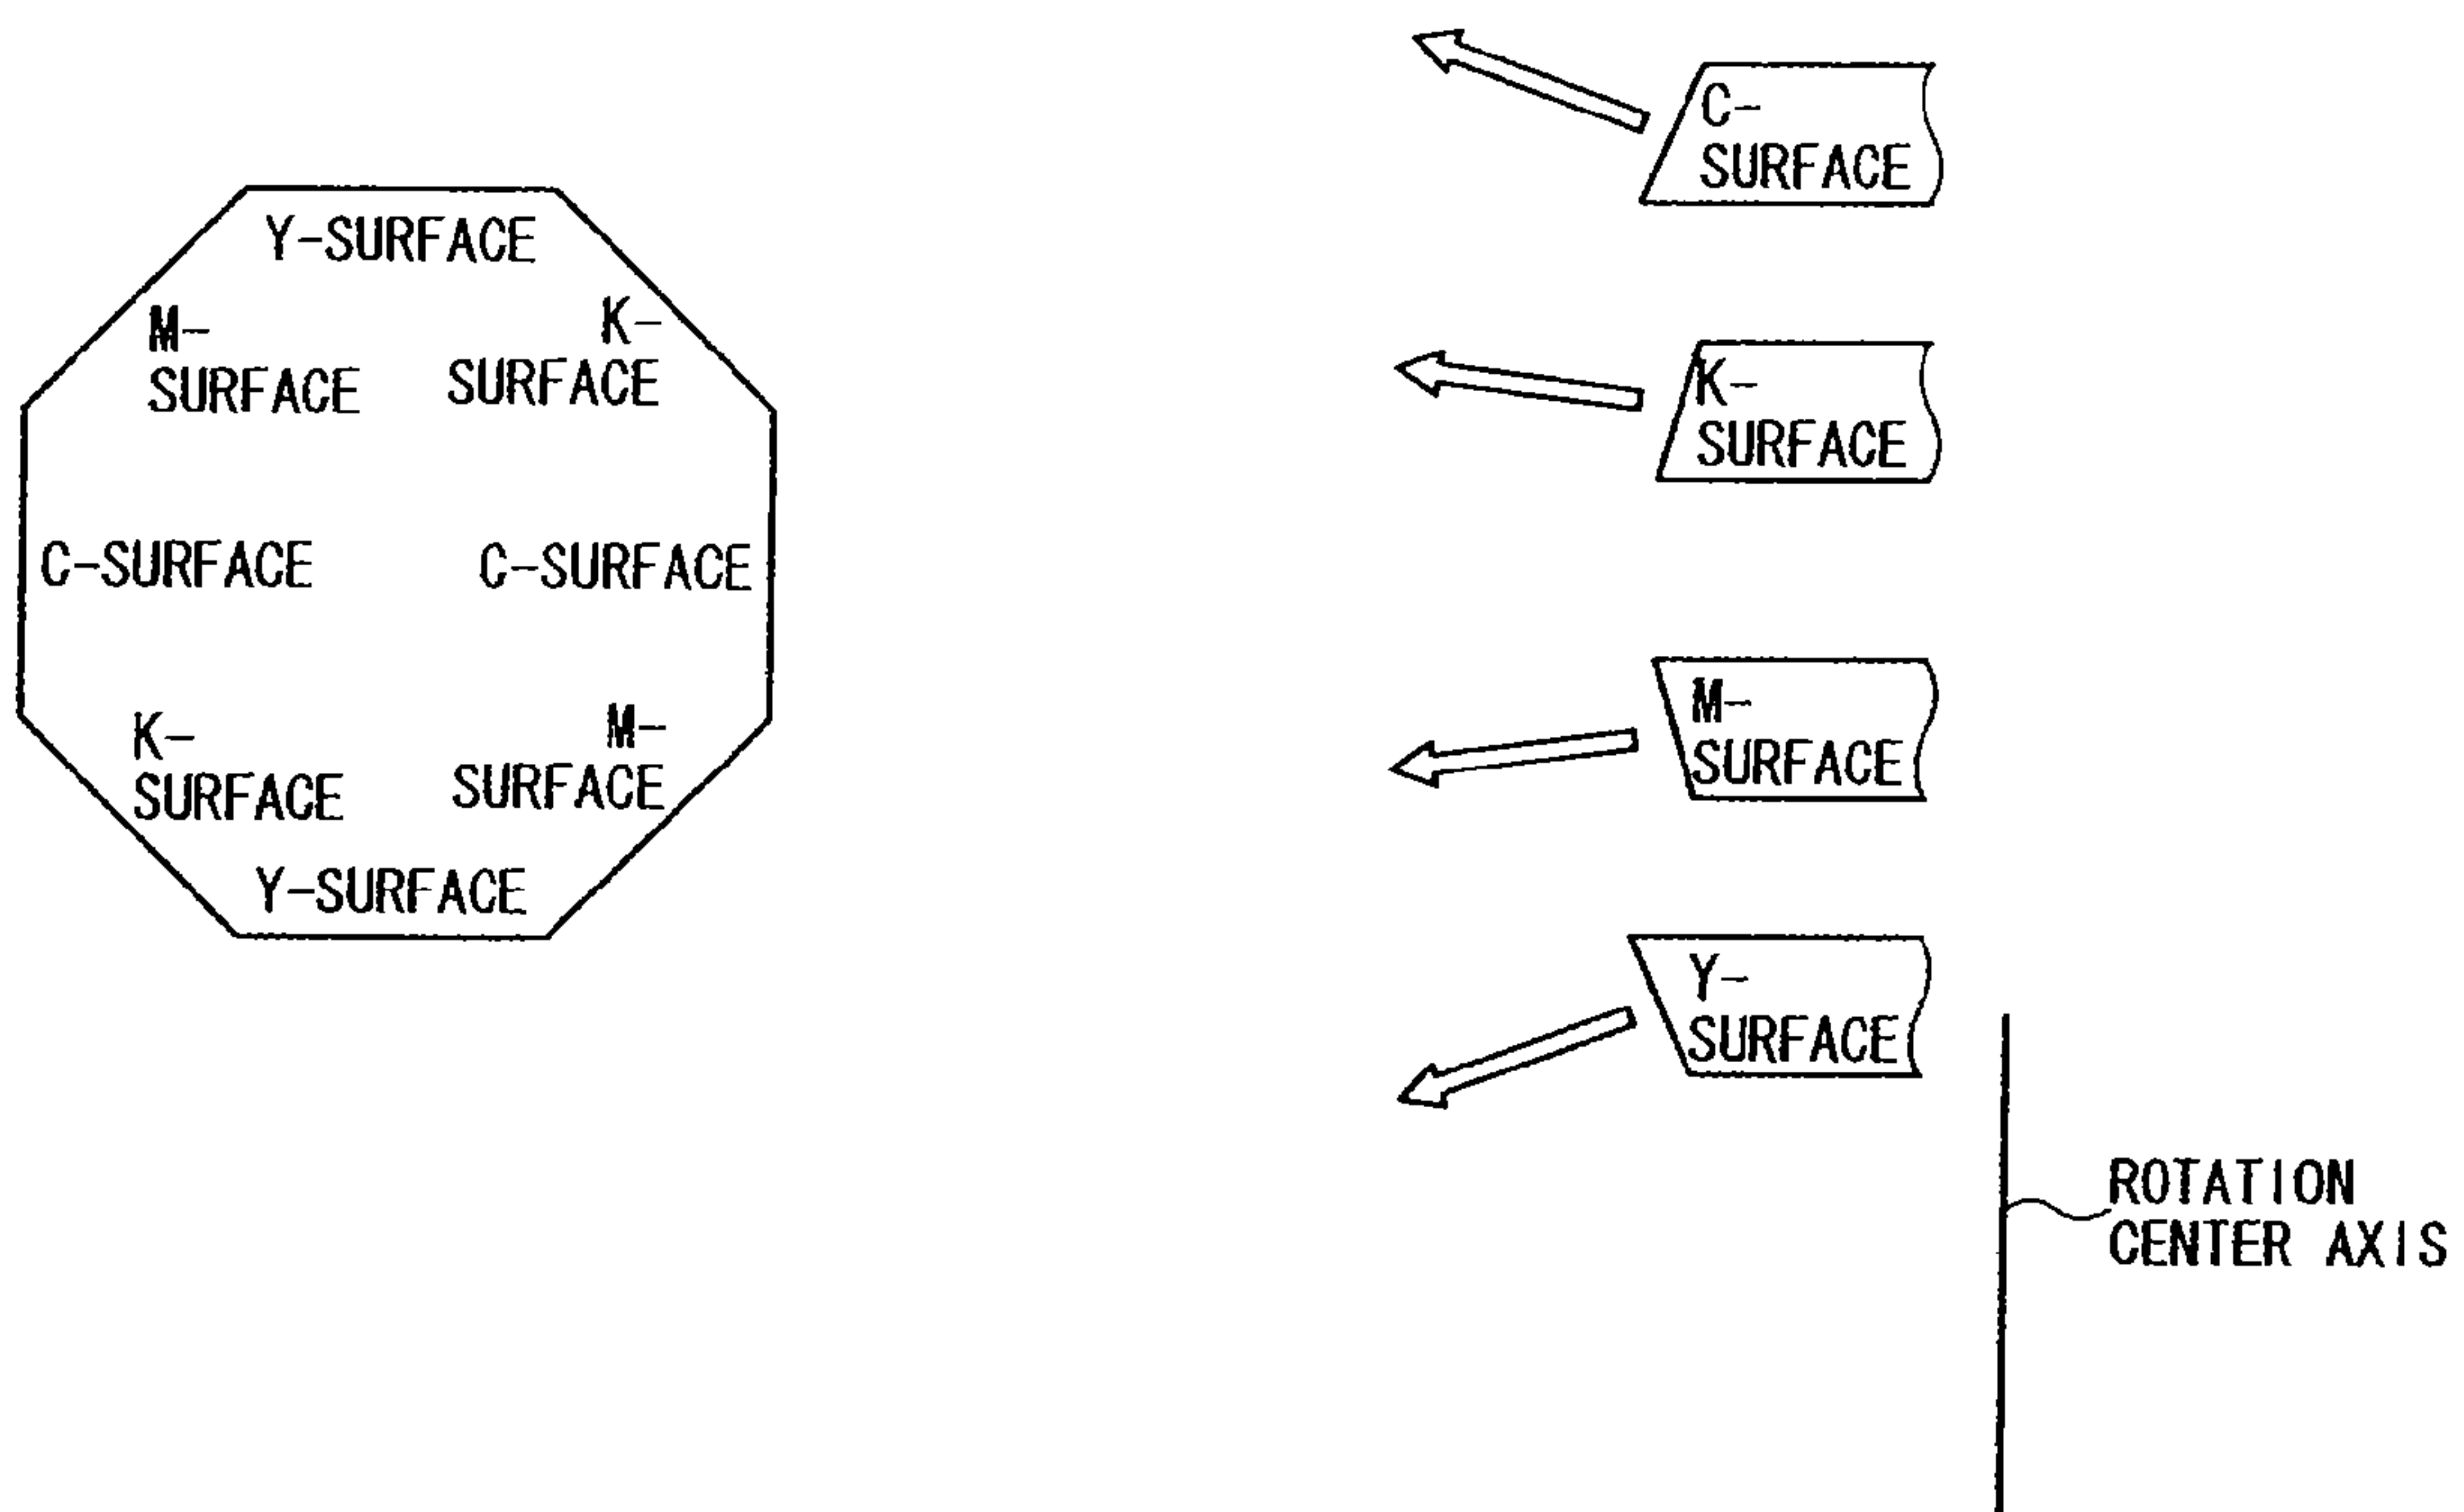 Y-SURFACE
M-
SURFACE
K-
SURFACE
C-SURFACE
C-SURFACE
K-
SURFACE
M-
SURFACE
Y-SURFACE
C-
SURFACE
K-
SURFACE
M-
SURFACE
Y-
SURFACE
ROTATION
CENTER AXIS